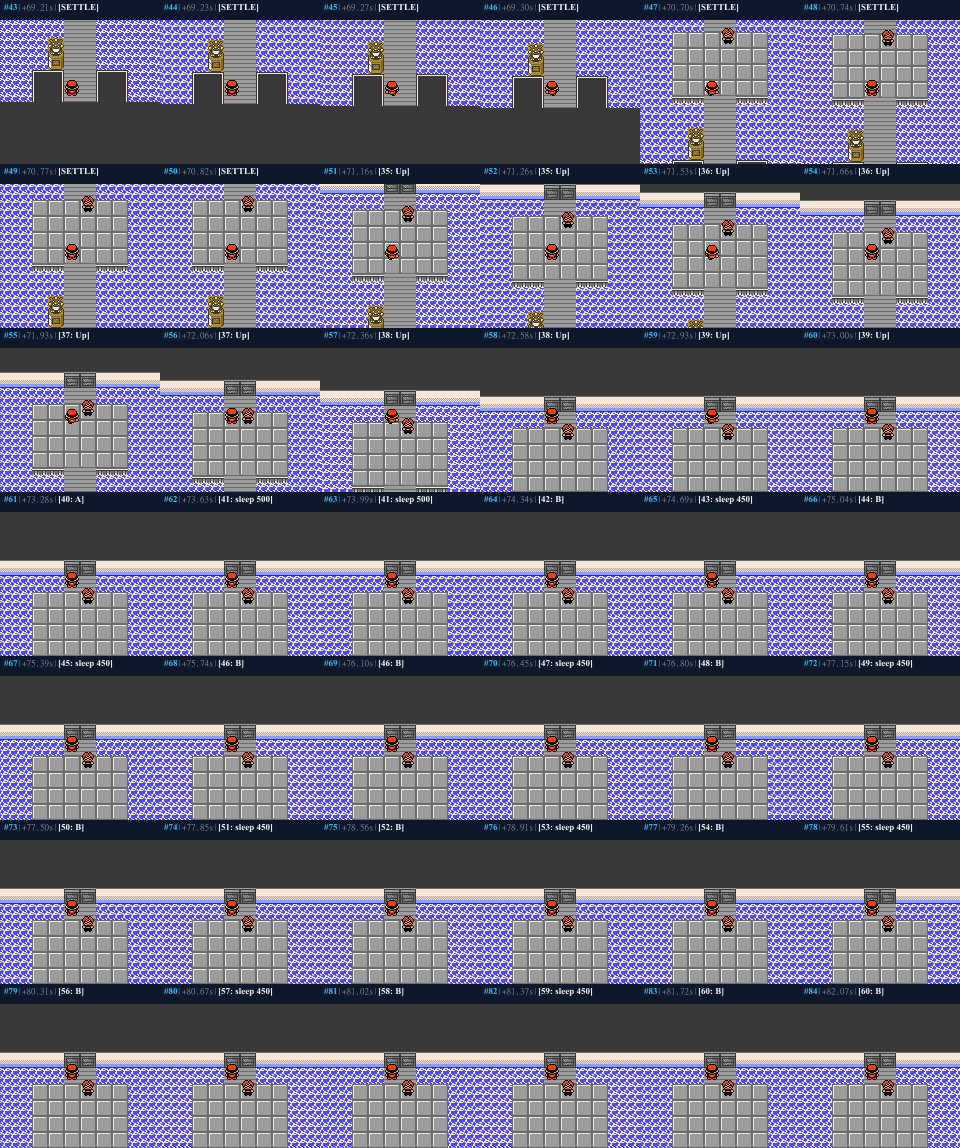 #43|+69.21s|[SETTLE] #44|+69.23s|[SETTLE] #45|+69.27s|[SETTLE] #46|+69.30s|[SETTLE] #47|+70.70s|[SETTLE] #48|+70.74s|[SETTLE]
#49|+70.77s|[SETTLE] #50|+70.82s|[SETTLE] #51|+71.16s|[35: Up] #52|+71.26s|[35: Up] #53|+71.53s|[36: Up] #54|+71.66s|[36: Up]
#55|+71.93s|[37: Up] #56|+72.06s|[37: Up] #57|+72.36s|[38: Up] #58|+72.58s|[38: Up] #59|+72.93s|[39: Up] #60|+73.00s|[39: Up]
#61|+73.28s|[40: A] #62|+73.63s|[41: sleep 500] #63|+73.99s|[41: sleep 500] #64|+74.34s|[42: B] #65|+74.69s|[43: sleep 450] #66|+75.04s|[44: B]
#67|+75.39s|[45: sleep 450] #68|+75.74s|[46: B] #69|+76.10s|[46: B] #70|+76.45s|[47: sleep 450] #71|+76.80s|[48: B] #72|+77.15s|[49: sleep 450]
#73|+77.50s|[50: B] #74|+77.85s|[51: sleep 450] #75|+78.56s|[52: B] #76|+78.91s|[53: sleep 450] #77|+79.26s|[54: B] #78|+79.61s|[55: sleep 450]
#79|+80.31s|[56: B] #80|+80.67s|[57: sleep 450] #81|+81.02s|[58: B] #82|+81.37s|[59: sleep 450] #83|+81.72s|[60: B] #84|+82.07s|[60: B]